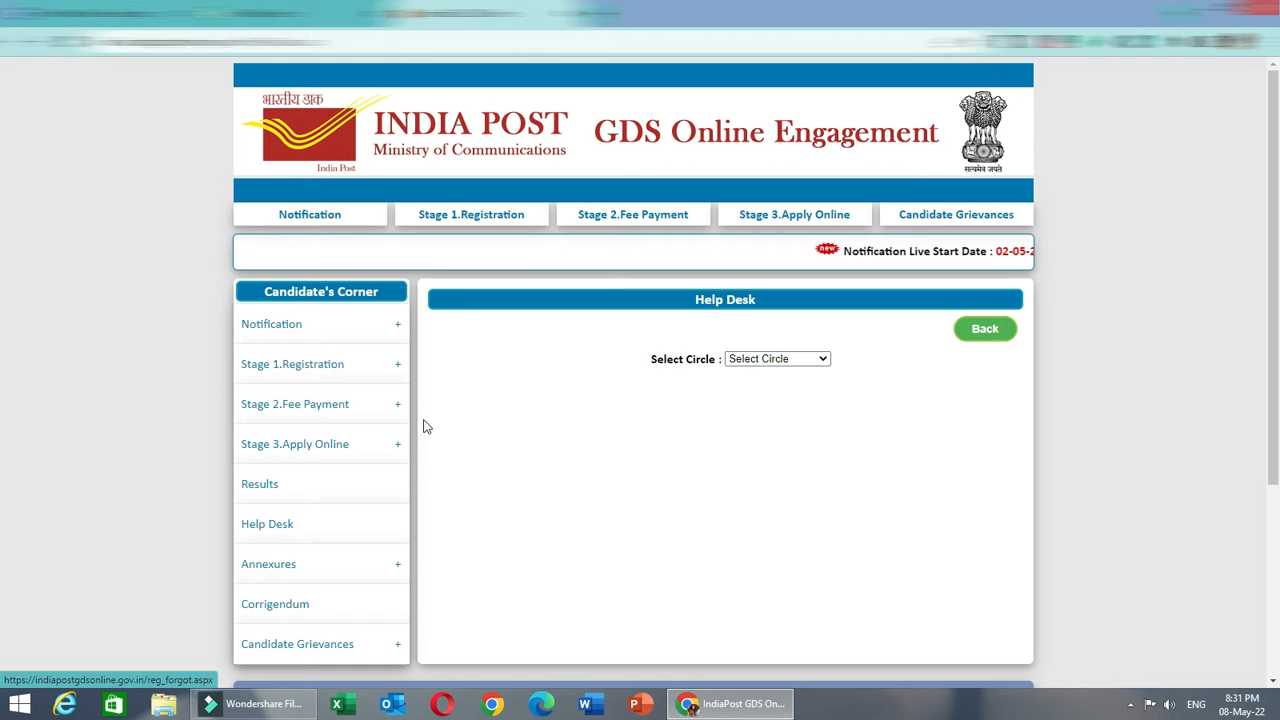 भारतीय डाक
India Post
INDIA POST
Ministry of Communications
GDS Online Engagement
सत्यमेव जयते
Notification
Stage 1.Registration
Stage 2.Fee Payment
Stage 3.Apply Online
Candidate Grievances
new Notification Live Start Date : 02-05-2
Candidate's Corner
Notification +
Stage 1.Registration +
Stage 2.Fee Payment +
Stage 3.Apply Online +
Results
Help Desk
Annexures +
Corrigendum
Candidate Grievances +
Help Desk
Back
Select Circle : Select Circle
https://indiapostgdsonline.gov.in/reg_forgot.aspx
Wondershare Fil...
IndiaPost GDS On...
ENG
8:31 PM
08-May-22